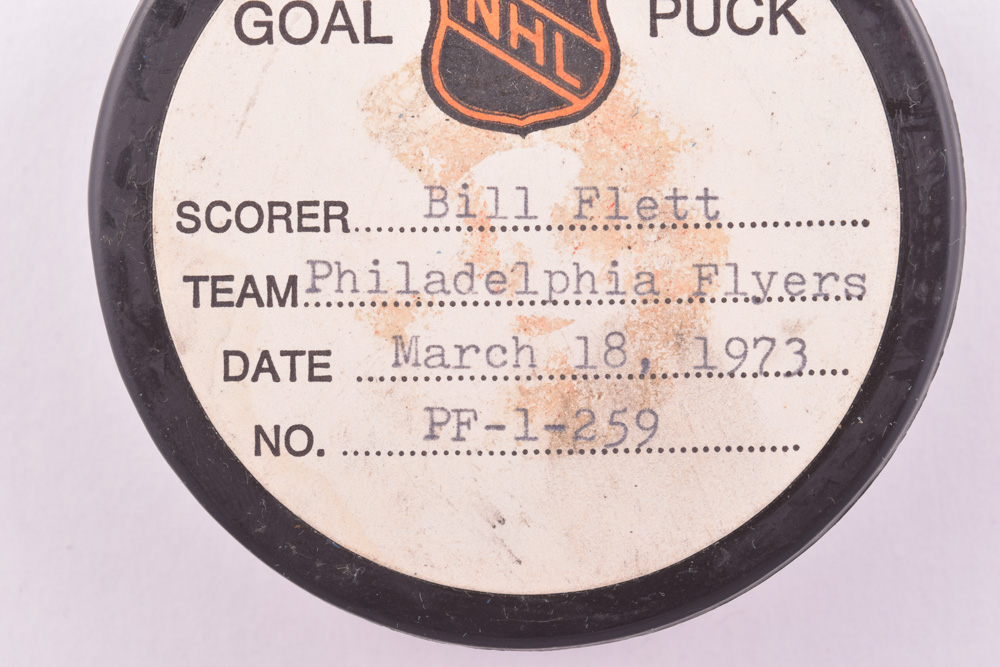 GOAL NHL PUCK
SCORER Bill Flett
TEAM Philadelphia Flyers
DATE March 18, 1973
NO. PF-1-259